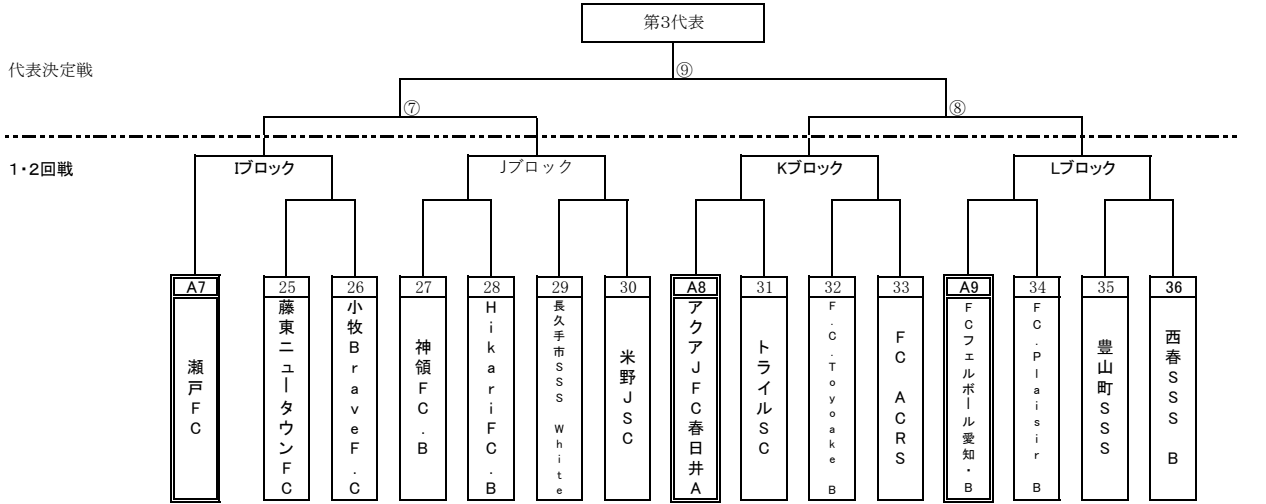 第3代表
代表決定戦
⑨
⑦
⑧
1・2回戦
Iブロック
Jブロック
Kブロック
Lブロック
A7
25
26
27
28
29
30
A8
31
32
33
A9
34
35
36
瀬戸FC
藤東ニュータウンFC
小牧BraveF.C
神領FC.B
HikariFC.B
長久手市SSS White
米野JSC
アクアJFC春日井A
トライルSC
F.C.Toyoake B
FC ACRS
FCフェルボール愛知・B
FC.Plaisir B
豊山町SSS
西春SSS B